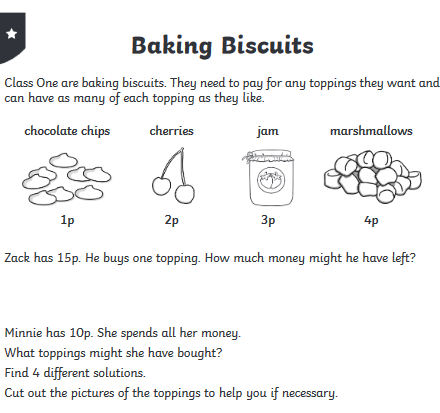 Baking Biscuits
Class One are baking biscuits. They need to pay for any toppings they want and
can have as many of each topping as they like.
chocolate chips cherries jam marshmallows
1p 2p 3p 4p
Zack has 15p. He buys one topping. How much money might he have left?
Minnie has 10p. She spends all her money.
What toppings might she have bought?
Find 4 different solutions.
Cut out the pictures of the toppings to help you if necessary.